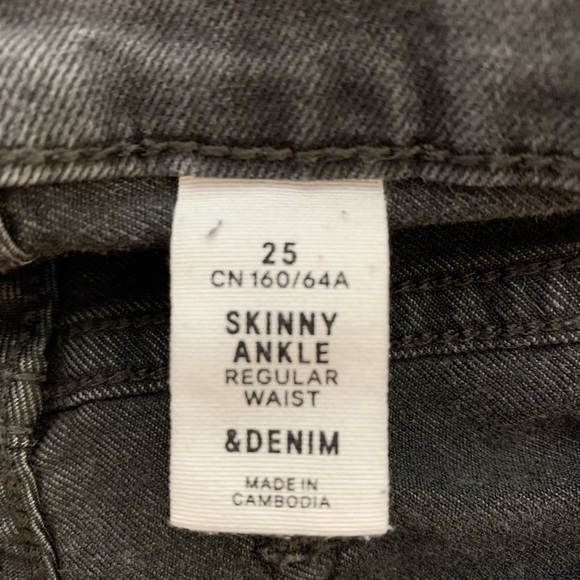 25
CN 160/64A
SKINNY
ANKLE
REGULAR
WAIST
&DENIM
MADE IN
CAMBODIA